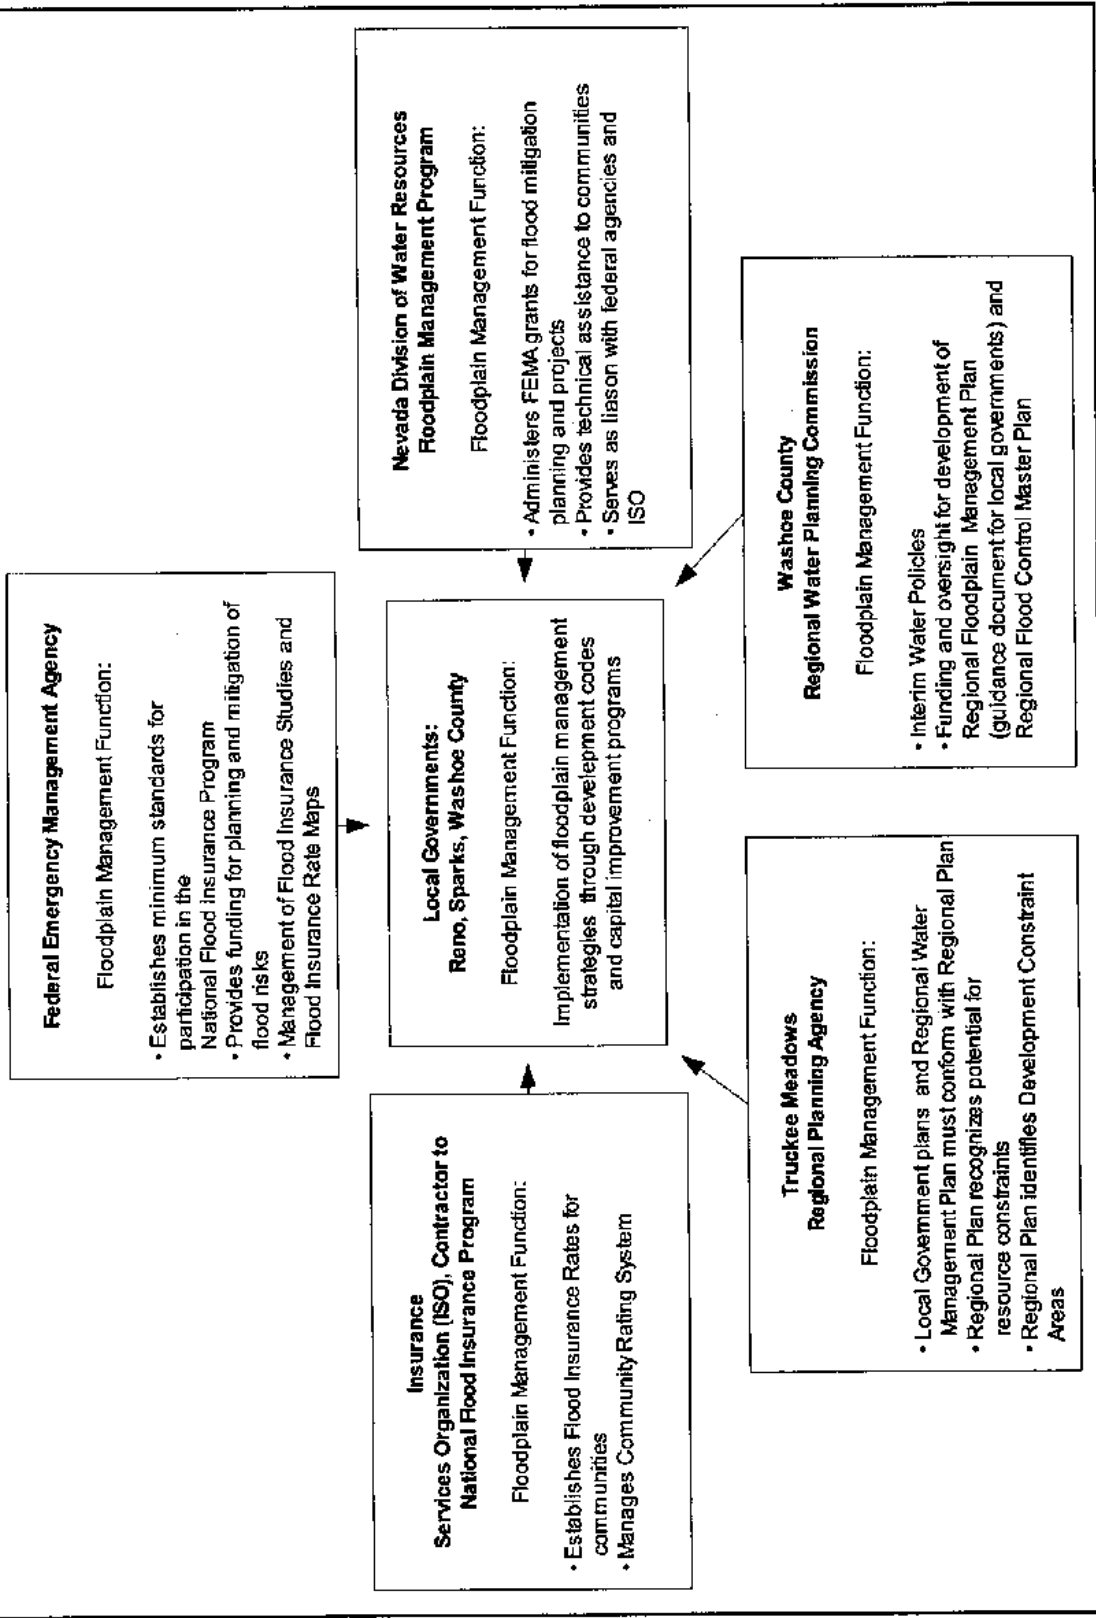 Federal Emergency Management Agency
Floodplain Management Function:
• Establishes minimum standards for
participation in the
National Flood Insurance Program
• Provides funding for planning and mitigation of
flood risks
• Management of Flood Insurance Studies and
Flood Insurance Rate Maps
Insurance
Services Organization (ISO), Contractor to
National Flood Insurance Program
Floodplain Management Function:
• Establishes Flood Insurance Rates for
communities
• Manages Community Rating System
Local Governments:
Reno, Sparks, Washoe County
Floodplain Management Function:
Implementation of floodplain management
strategies through development codes
and capital improvement programs
Nevada Division of Water Resources
Floodplain Management Program
Floodplain Management Function:
• Administers FEMA grants for flood mitigation
planning and projects
• Provides technical assistance to communities
• Serves as liason with federal agencies and
ISO
Truckee Meadows
Regional Planning Agency
Floodplain Management Function:
• Local Government plans and Regional Water
Management Plan must conform with Regional Plan
• Regional Plan recognizes potential for
resource constraints
• Regional Plan identifies Development Constraint
Areas
Washoe County
Regional Water Planning Commission
Floodplain Management Function:
• Interim Water Policies
• Funding and oversight for development of
Regional Floodplain Management Plan
(guidance document for local governments) and
Regional Flood Control Master Plan